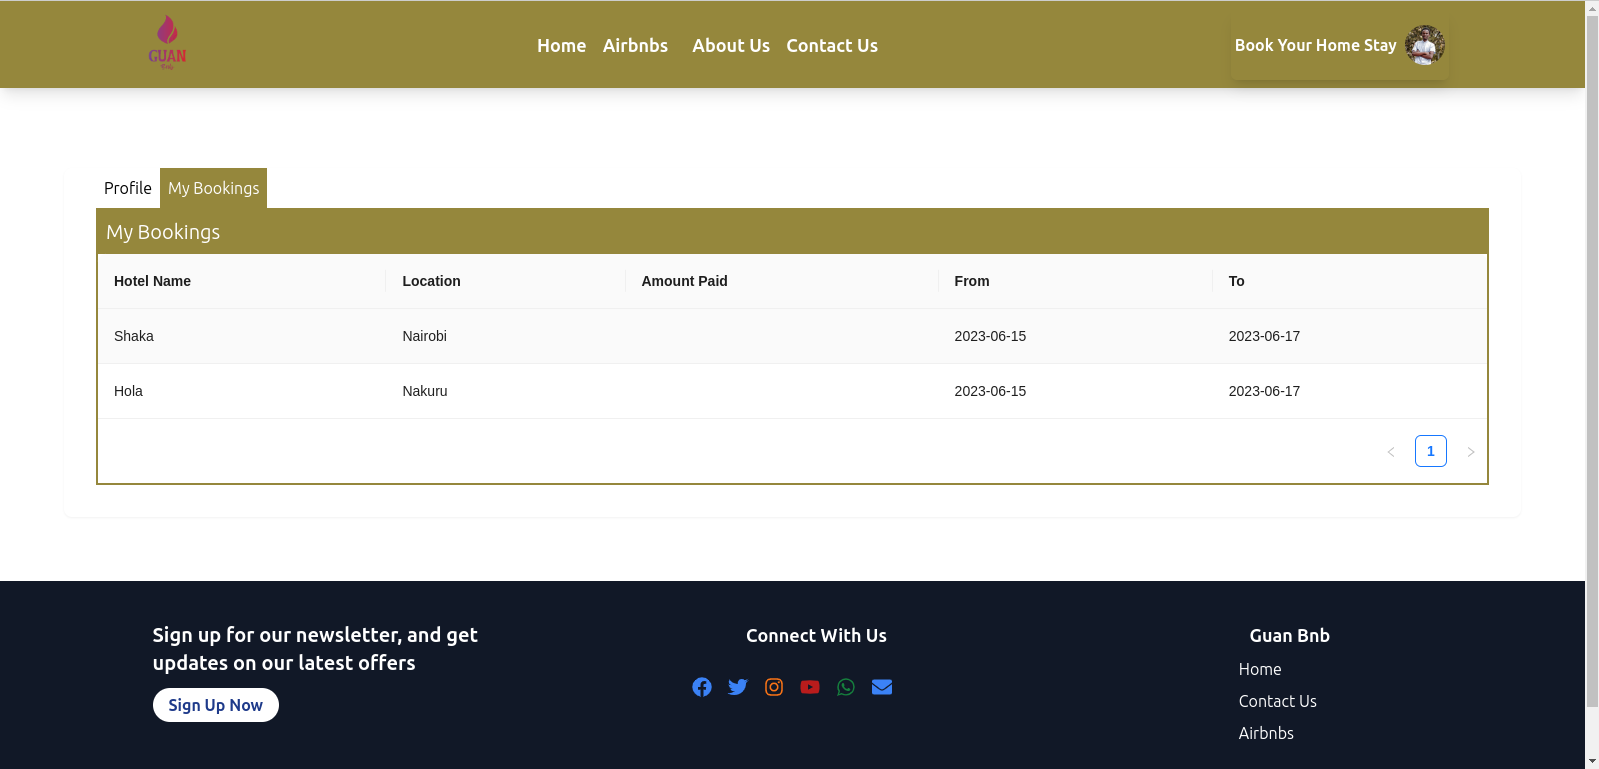 GUAN
Home Airbnbs About Us Contact Us
Book Your Home Stay
Profile My Bookings
My Bookings
Hotel Name Location Amount Paid From To
Shaka Nairobi 2023-06-15 2023-06-17
Hola Nakuru 2023-06-15 2023-06-17
1
Sign up for our newsletter, and get
updates on our latest offers
Sign Up Now
Connect With Us
Guan Bnb
Home
Contact Us
Airbnbs